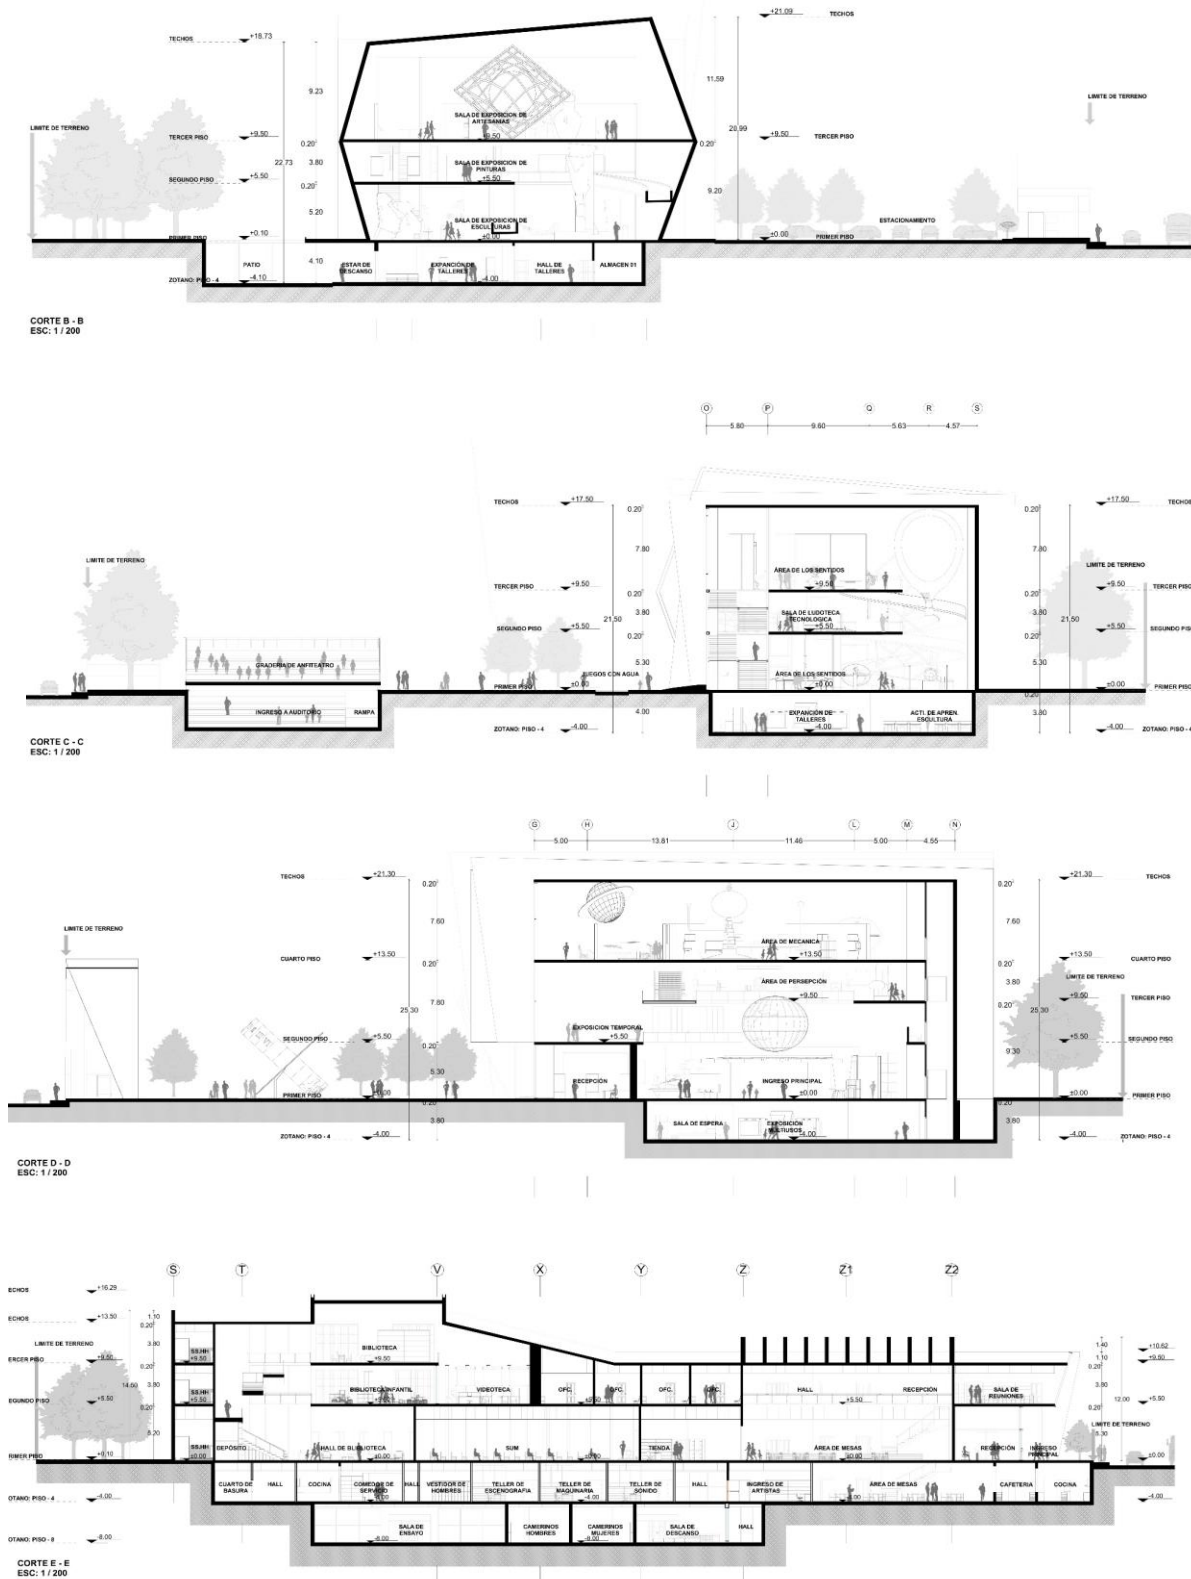 +21.09
TECHOS
TECHOS
+18.73
11.59
9.23
LIMITE DE TERRENO
LIMITE DE TERRENO
SALA DE EXPOSICION DE
ARTESANIAS
+9.50
TERCER PISO
+9.50
20.99
+9.50
TERCER PISO
0.20
0.20
22.73
3.80
SALA DE EXPOSICION DE
PINTURAS
+5.50
SEGUNDO PISO
+5.50
0.20
9.20
5.20
SALA DE EXPOSICION DE
ESCULTURAS
±0.00
ESTACIONAMIENTO
PRIMER PISO
+0.10
±0.00
PRIMER PISO
4.10
PATIO
ESTAR DE
DESCANSO
EXPANCIÓN DE
TALLERES
HALL DE
TALLERES
ALMACEN 01
ZOTANO: PISO - 4
-4.10
-4.00
CORTE B - B
ESC: 1 / 200
O
P
Q
R
S
5.80
9.60
5.63
4.57
TECHOS
+17.50
0.20
0.20
+17.50
TECHOS
7.80
7.80
LIMITE DE TERRENO
LIMITE DE TERRENO
ÁREA DE LOS SENTIDOS
+9.50
TERCER PISO
+9.50
0.20
0.20
+9.50
TERCER PISO
21.50
3.80
SALA DE LUDOTECA
TECNOLOGICA
+5.50
3.80
21.50
SEGUNDO PISO
+5.50
0.20
0.20
+5.50
SEGUNDO PISO
5.30
5.30
GRADERIA DE ANFITEATRO
JUEGOS CON AGUA
ÁREA DE LOS SENTIDOS
±0.00
PRIMER PISO
±0.00
±0.00
PRIMER PISO
0.20
INGRESO A AUDITORIO
RAMPA
4.00
EXPANCIÓN DE
TALLERES
-4.00
ACTI. DE APREN.
ESCULTURA
3.80
ZOTANO: PISO - 4
-4.00
-4.00
ZOTANO: PISO - 4
CORTE C - C
ESC: 1 / 200
G
H
J
L
M
N
5.00
13.81
11.46
5.00
4.55
TECHOS
+21.30
0.20
0.20
+21.30
TECHOS
7.60
7.60
LIMITE DE TERRENO
ÁREA DE MECANICA
+13.50
CUARTO PISO
+13.50
0.20
0.20
+13.50
CUARTO PISO
3.80
LIMITE DE TERRENO
ÁREA DE PERSEPCIÓN
+9.50
0.20
+9.50
TERCER PISO
7.80
25.30
25.30
EXPOSICION TEMPORAL
+5.50
SEGUNDO PISO
+5.50
0.20
+5.50
SEGUNDO PISO
9.30
5.30
RECEPCIÓN
INGRESO PRINCIPAL
±0.00
PRIMER PISO
±0.00
±0.00
PRIMER PISO
0.20
0.20
3.80
SALA DE ESPERA
EXPOSICIÓN
MULTIUSOS
-4.00
3.80
ZOTANO: PISO - 4
-4.00
-4.00
ZOTANO: PISO - 4
CORTE D - D
ESC: 1 / 200
S
T
V
X
Y
Z
Z1
Z2
ECHOS
+16.29
ECHOS
+13.50
1.10
0.20
LIMITE DE TERRENO
3.80
SS.HH
+9.50
BIBLIOTECA
+9.50
1.40
+10.62
ERCER PISO
+9.50
0.20
1.10
+9.50
0.20
14.60
3.80
SS.HH
+5.50
BIBLIOTECA INFANTIL
VIDEOTECA
OFC.
OFC.
OFC.
OFC.
HALL
+5.50
RECEPCIÓN
SALA DE
REUNIONES
3.80
12.00
EGUNDO PISO
+5.50
0.20
0.20
+5.50
LIMITE DE TERRENO
5.20
SS.HH
±0.00
DEPÓSITO
HALL DE BIBLIOTECA
±0.00
SUM
TIENDA
ÁREA DE MESAS
±0.00
RECEPCIÓN
INGRESO
PRINCIPAL
5.30
RIMER PISO
+0.10
±0.00
CUARTO DE
BASURA
HALL
COCINA
COMEDOR DE
SERVICIO
HALL
VESTIDOR DE
HOMBRES
TELLER DE
ESCENOGRAFIA
TELLER DE
MAQUINARIA
-4.00
TELLER DE
SONIDO
HALL
INGRESO DE
ARTISTAS
ÁREA DE MESAS
-4.00
CAFETERIA
COCINA
OTANO: PISO - 4
-4.00
-4.00
SALA DE
ENSAYO
-8.00
CAMERINOS
HOMBRES
CAMERINOS
MUJERES
-8.00
SALA DE
DESCANSO
HALL
OTANO: PISO - 8
-8.00
CORTE E - E
ESC: 1 / 200